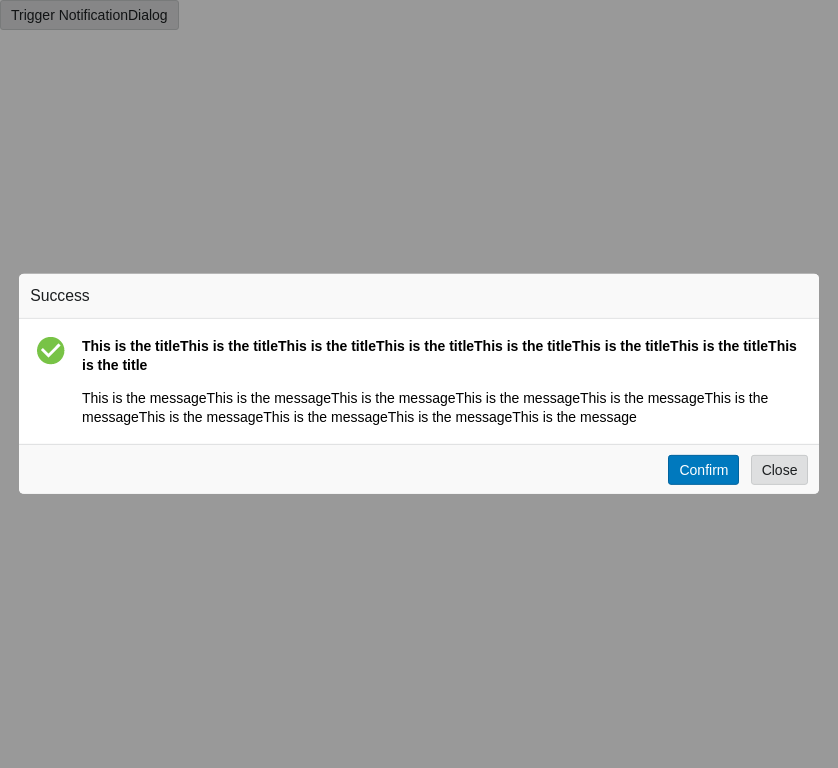 Trigger NotificationDialog
Success
This is the titleThis is the titleThis is the titleThis is the titleThis is the titleThis is the titleThis is the titleThis
is the title
This is the messageThis is the messageThis is the messageThis is the messageThis is the messageThis is the
messageThis is the messageThis is the messageThis is the messageThis is the message
Confirm
Close